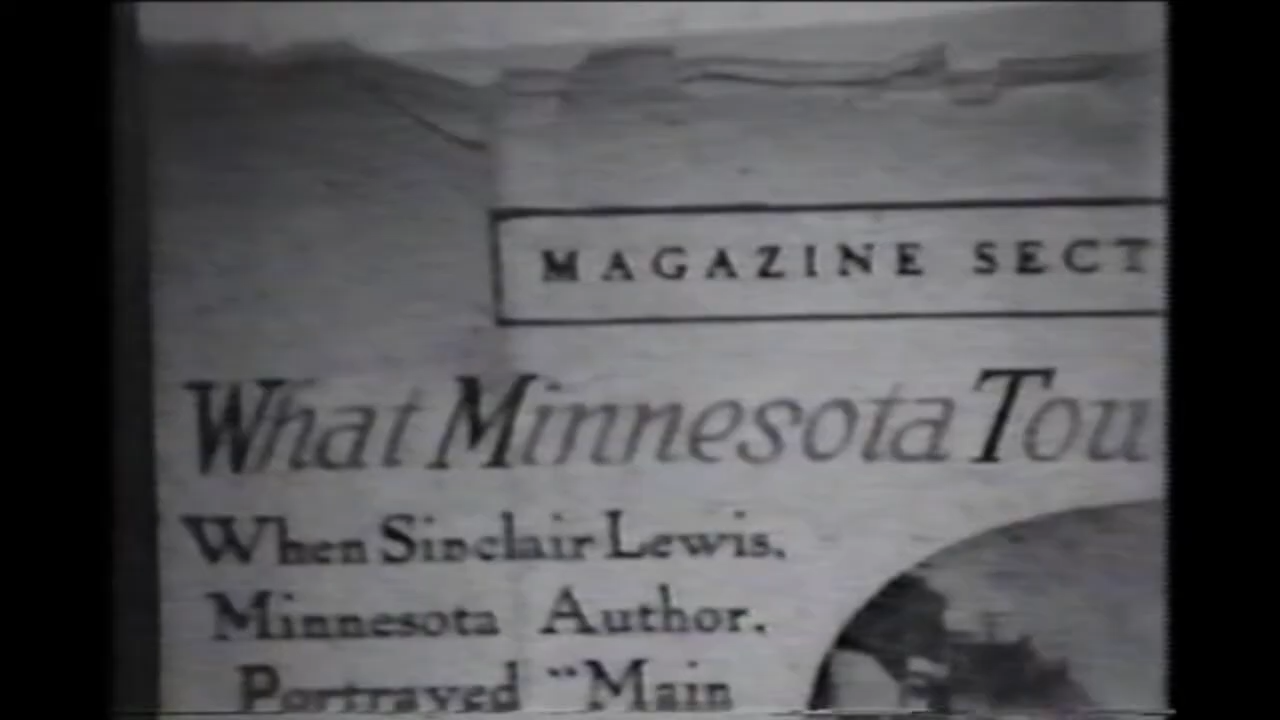 MAGAZINE SECT
What Minnesota Tou
When Sinclair Lewis,
Minnesota Author,
Portrayed "Main